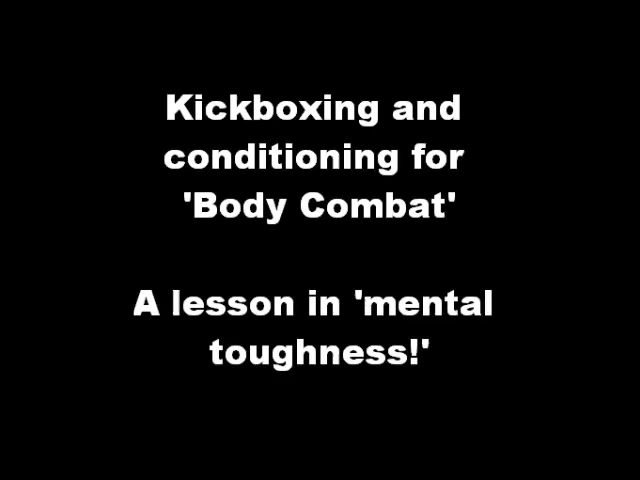 Kickboxing and
conditioning for
'Body Combat'
A lesson in 'mental
toughness!'